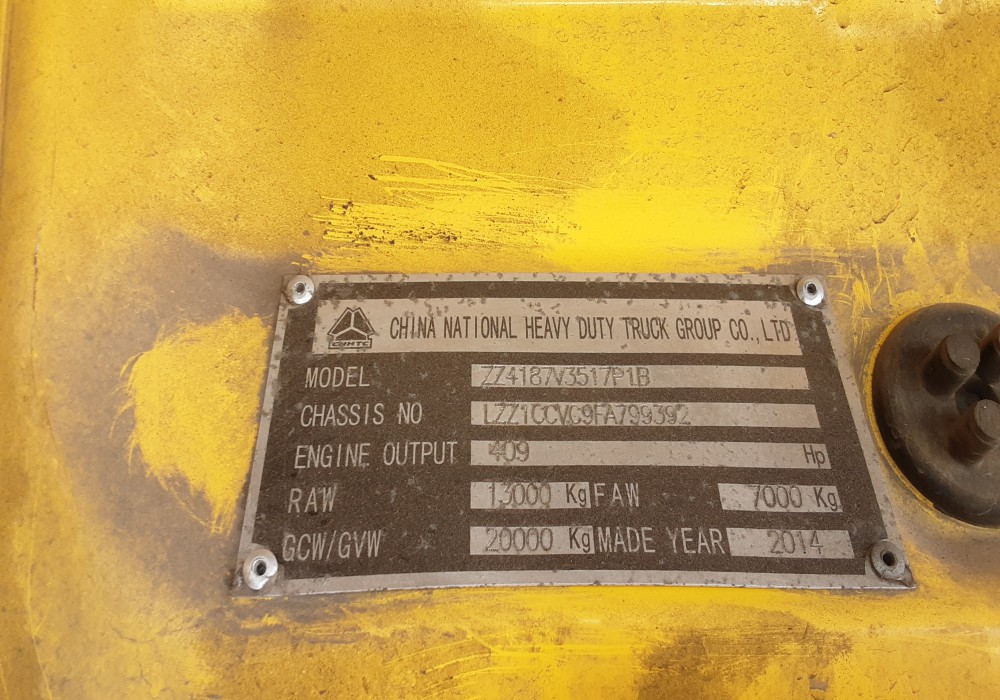 CNHTC
CHINA NATIONAL HEAVY DUTY TRUCK GROUP CO., LTD
MODEL ZZ4187V3517P1B
CHASSIS NO LZZ1CCVG9FA799392
ENGINE OUTPUT 409 Hp
RAW 13000 Kg FAW 7000 Kg
GCW/GVW 20000 Kg MADE YEAR 2014